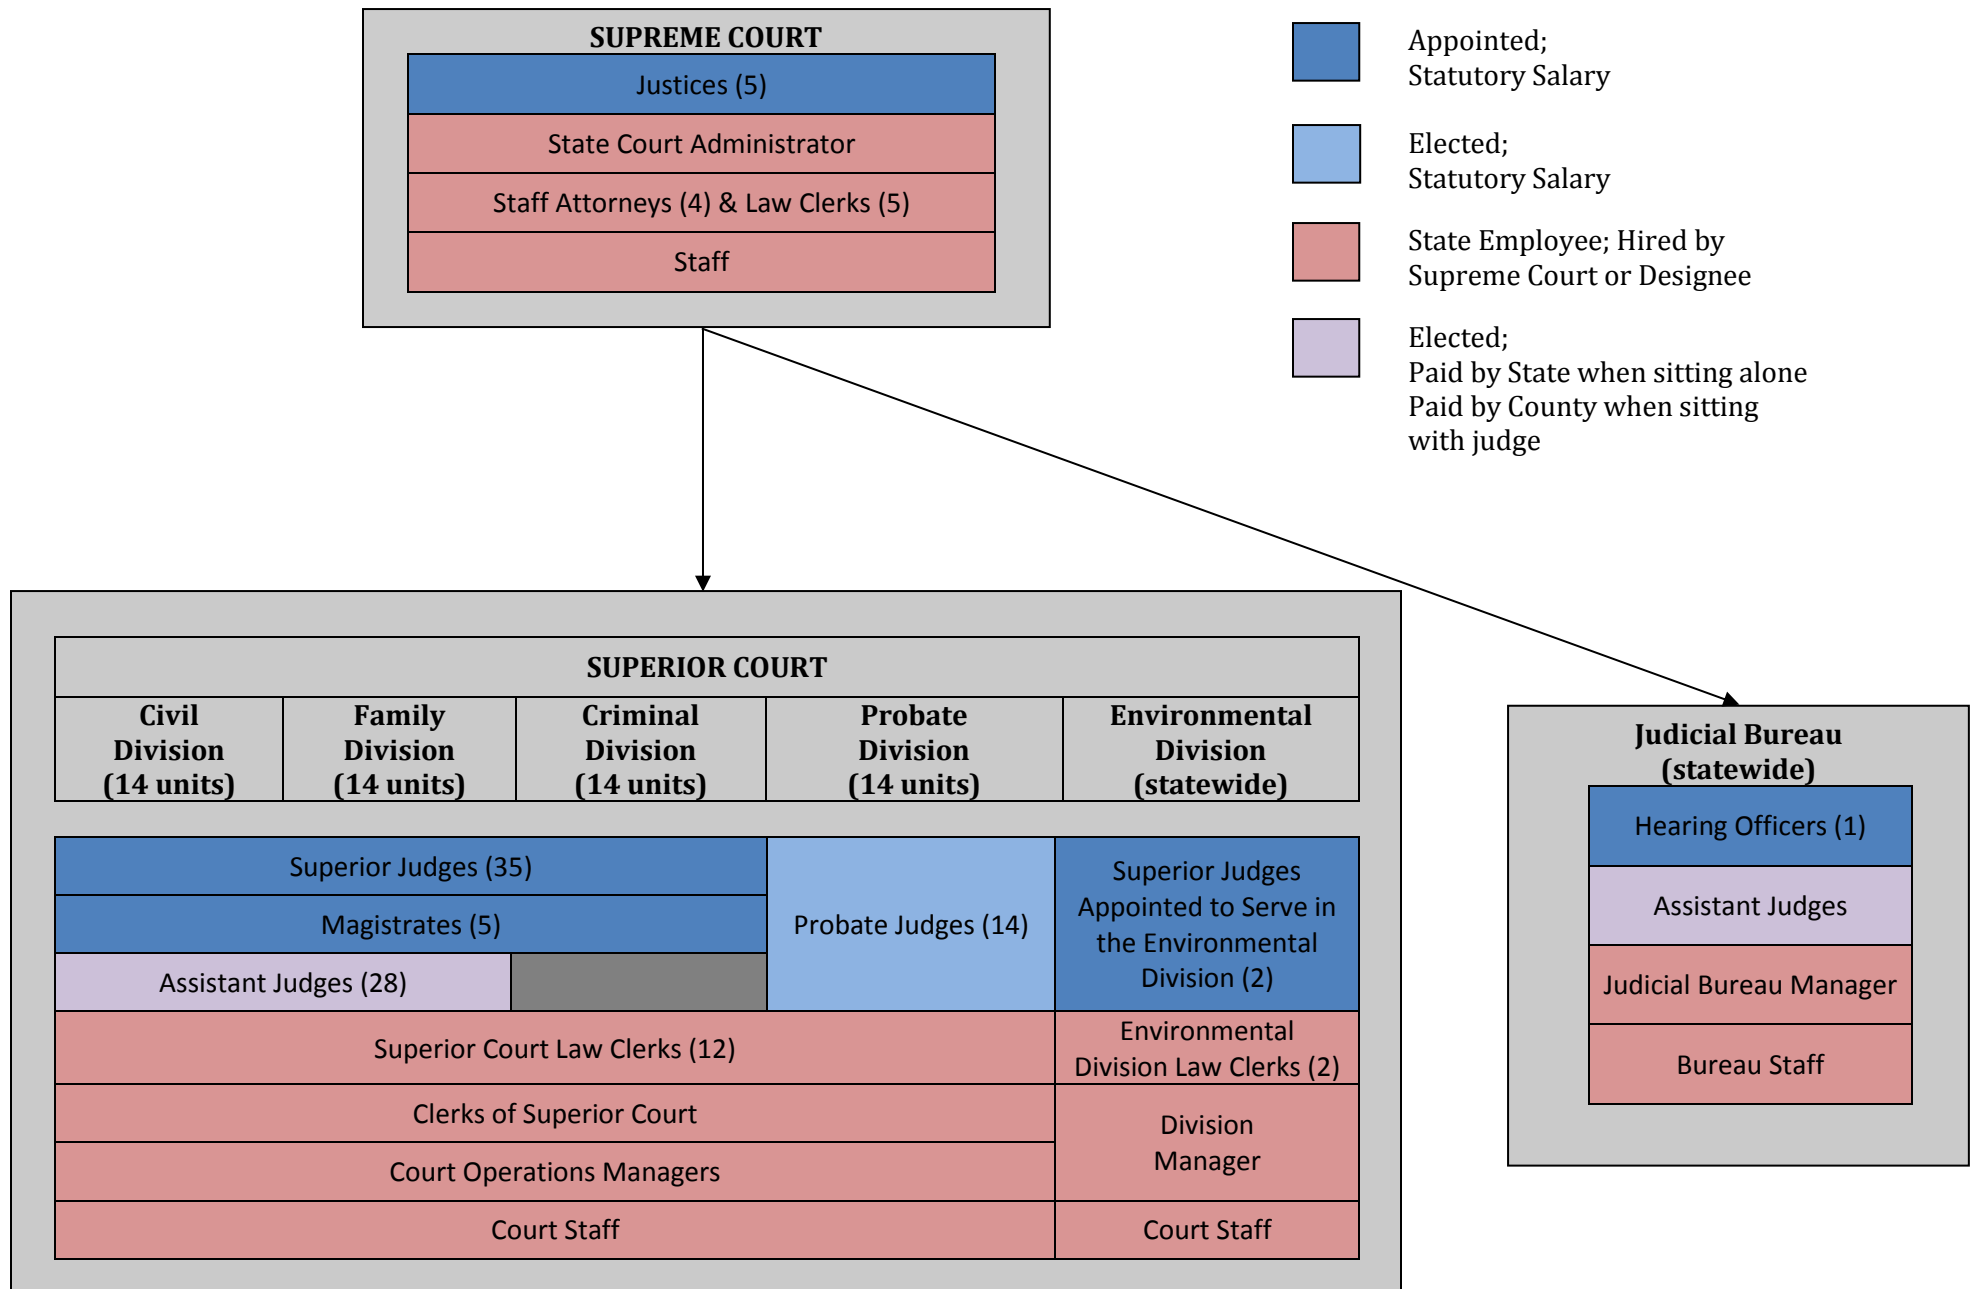 SUPREME COURT
Justices (5)
State Court Administrator
Staff Attorneys (4) & Law Clerks (5)
Staff
Appointed;
Statutory Salary
Elected;
Statutory Salary
State Employee; Hired by
Supreme Court or Designee
Elected;
Paid by State when sitting alone
Paid by County when sitting
with judge
SUPERIOR COURT
Civil
Division
(14 units)
Family
Division
(14 units)
Criminal
Division
(14 units)
Probate
Division
(14 units)
Environmental
Division
(statewide)
Superior Judges (35)
Magistrates (5)
Assistant Judges (28)
Probate Judges (14)
Superior Judges
Appointed to Serve in
the Environmental
Division (2)
Superior Court Law Clerks (12)
Environmental
Division Law Clerks (2)
Clerks of Superior Court
Court Operations Managers
Division
Manager
Court Staff
Court Staff
Judicial Bureau
(statewide)
Hearing Officers (1)
Assistant Judges
Judicial Bureau Manager
Bureau Staff